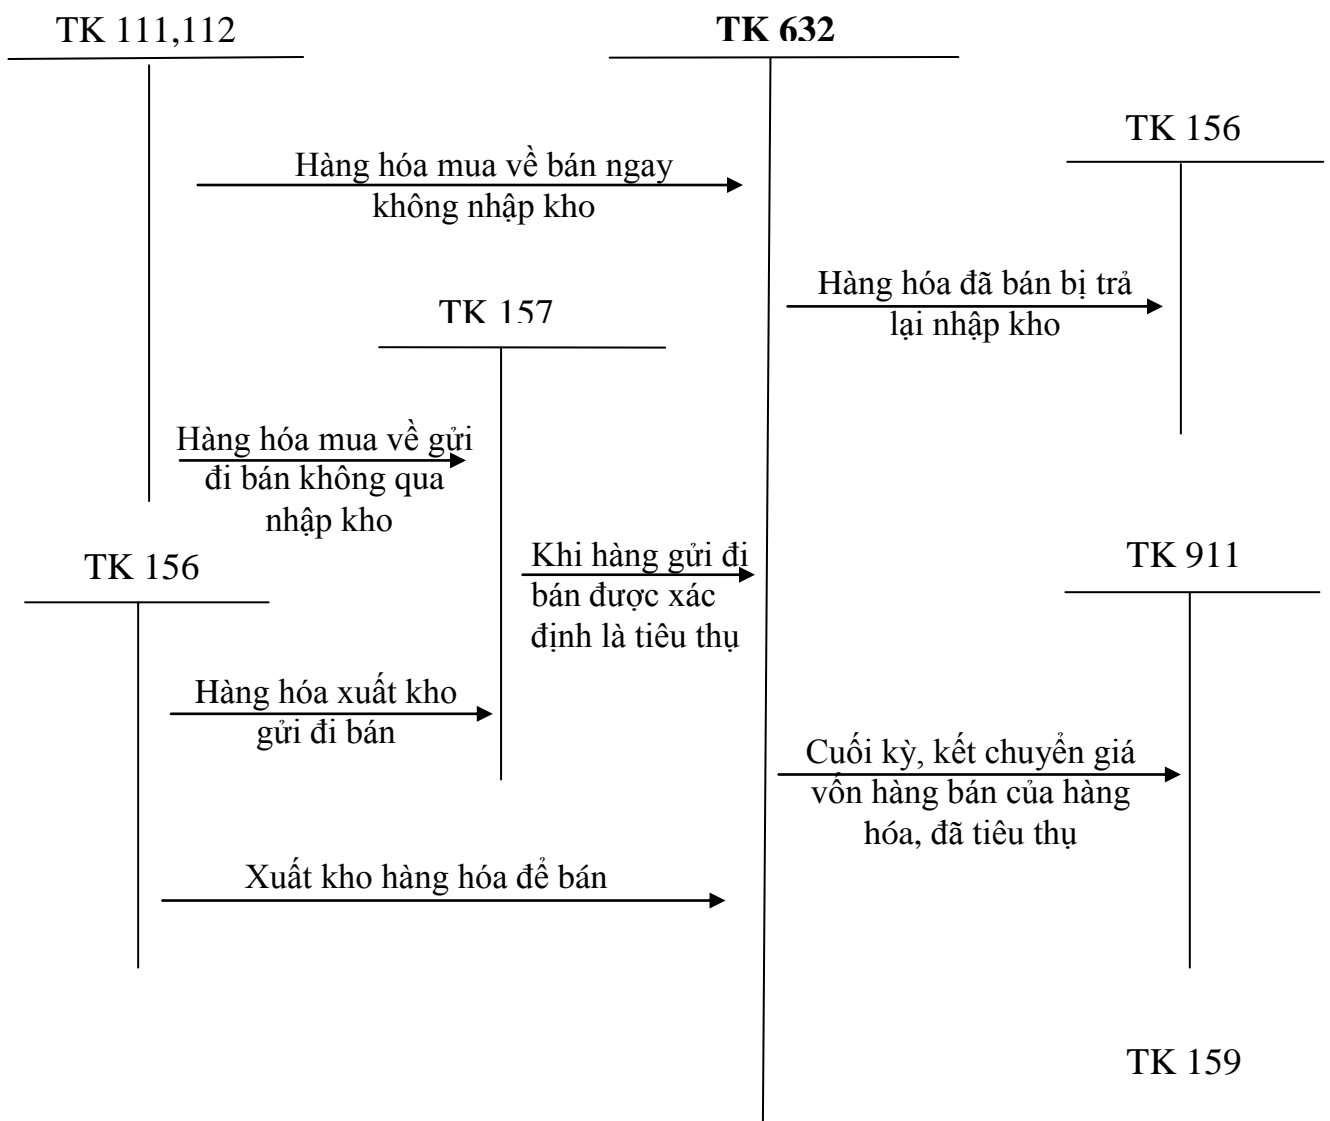 TK 111,112
TK 632
TK 156
Hàng hóa mua về bán ngay
không nhập kho
Hàng hóa đã bán bị trả
lại nhập kho
TK 157
Hàng hóa mua về gửi
đi bán không qua
nhập kho
TK 156
Khi hàng gửi đi
bán được xác
định là tiêu thụ
TK 911
Hàng hóa xuất kho
gửi đi bán
Cuối kỳ, kết chuyển giá
vốn hàng bán của hàng
hóa, đã tiêu thụ
Xuất kho hàng hóa để bán
TK 159